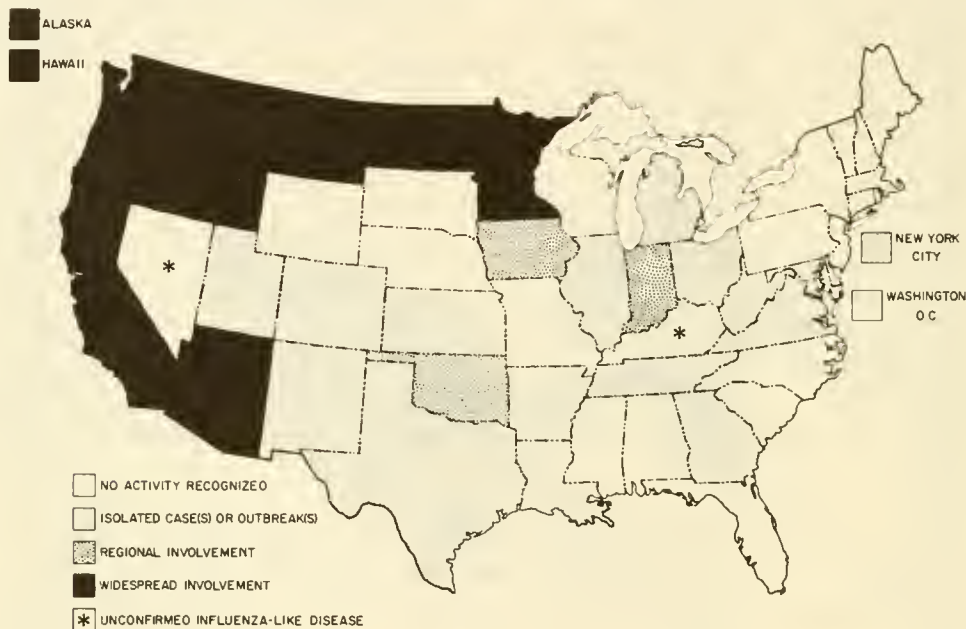 ALASKA
HAWAII
NEW YORK
CITY
WASHINGTON
D C
NO ACTIVITY RECOGNIZED
ISOLATED CASE(S) OR OUTBREAK(S)
REGIONAL INVOLVEMENT
WIDESPREAD INVOLVEMENT
* UNCONFIRMED INFLUENZA-LIKE DISEASE